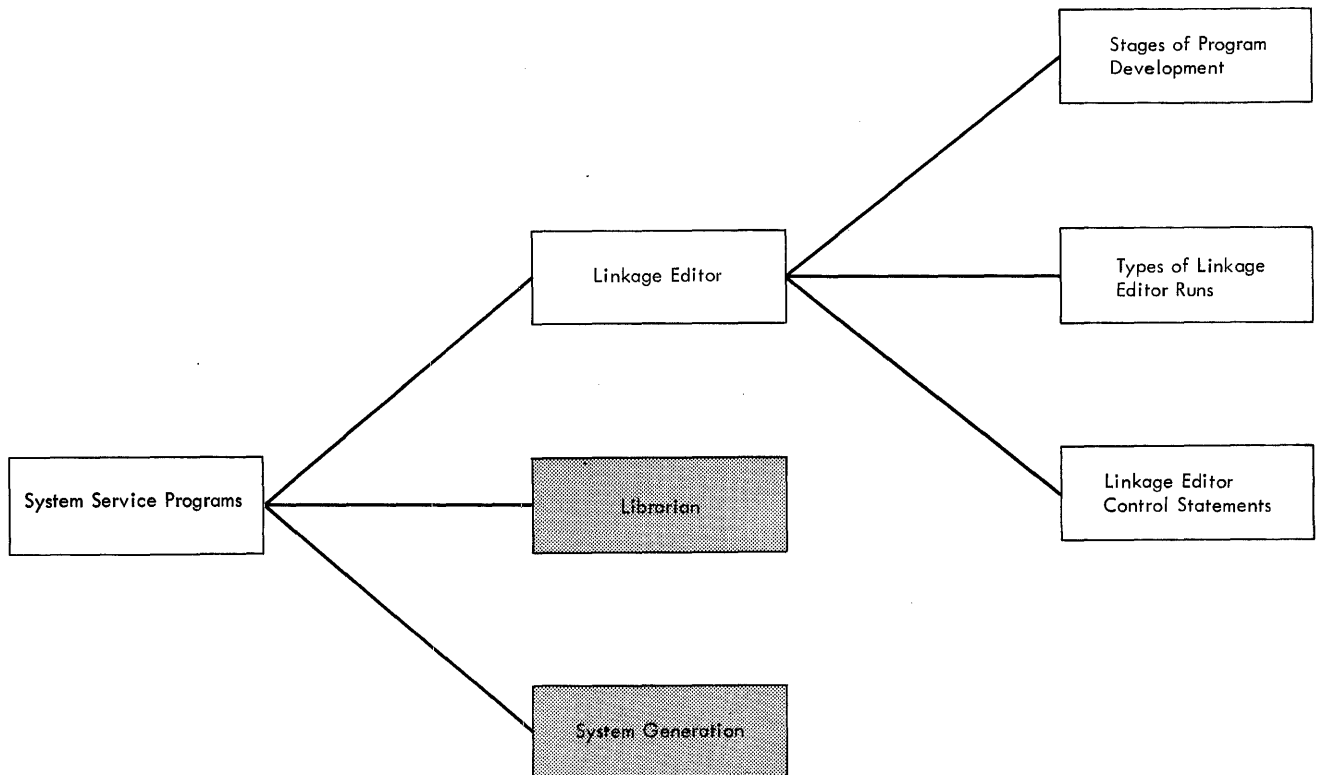 Stages of Program
Development
Linkage Editor
Types of Linkage
Editor Runs
System Service Programs
Librarian
Linkage Editor
Control Statements
System Generation